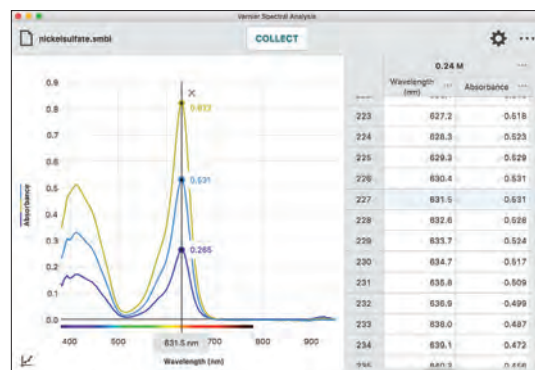 Vernier Spectral Analysis
nickelsulfate.smbl
COLLECT
0.9
0.8
0.7
0.6
0.5
0.4
0.3
0.2
0.1
0.0
Absorbance
0.531
0.265
400 500 631.5 nm 700 800 900
Wavelength (nm)
0.24 M
Wavelength
(nm)
Absorbance
223 627.2 0.518
224 628.3 0.523
225 629.3 0.529
226 630.4 0.531
227 631.5 0.531
228 632.6 0.528
229 633.7 0.524
230 634.7 0.517
231 635.8 0.509
232 636.9 0.499
233 638.0 0.487
234 639.1 0.472